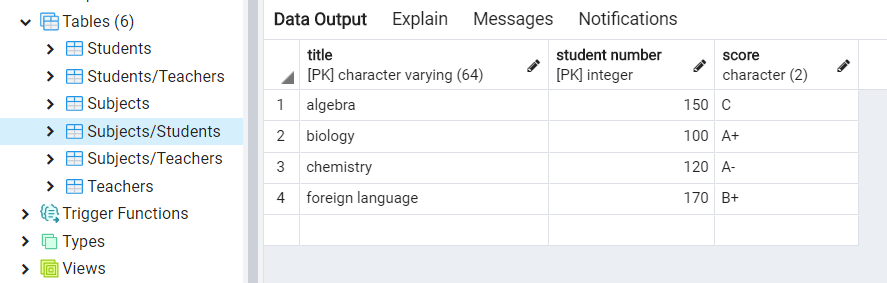 Tables (6)
Students
Students/Teachers
Subjects
Subjects/Students
Subjects/Teachers
Teachers
Trigger Functions
Types
Views
Data Output Explain Messages Notifications
title student number score
[PK] character varying (64) [PK] integer character (2)
1 algebra 150 C
2 biology 100 A+
3 chemistry 120 A-
4 foreign language 170 B+